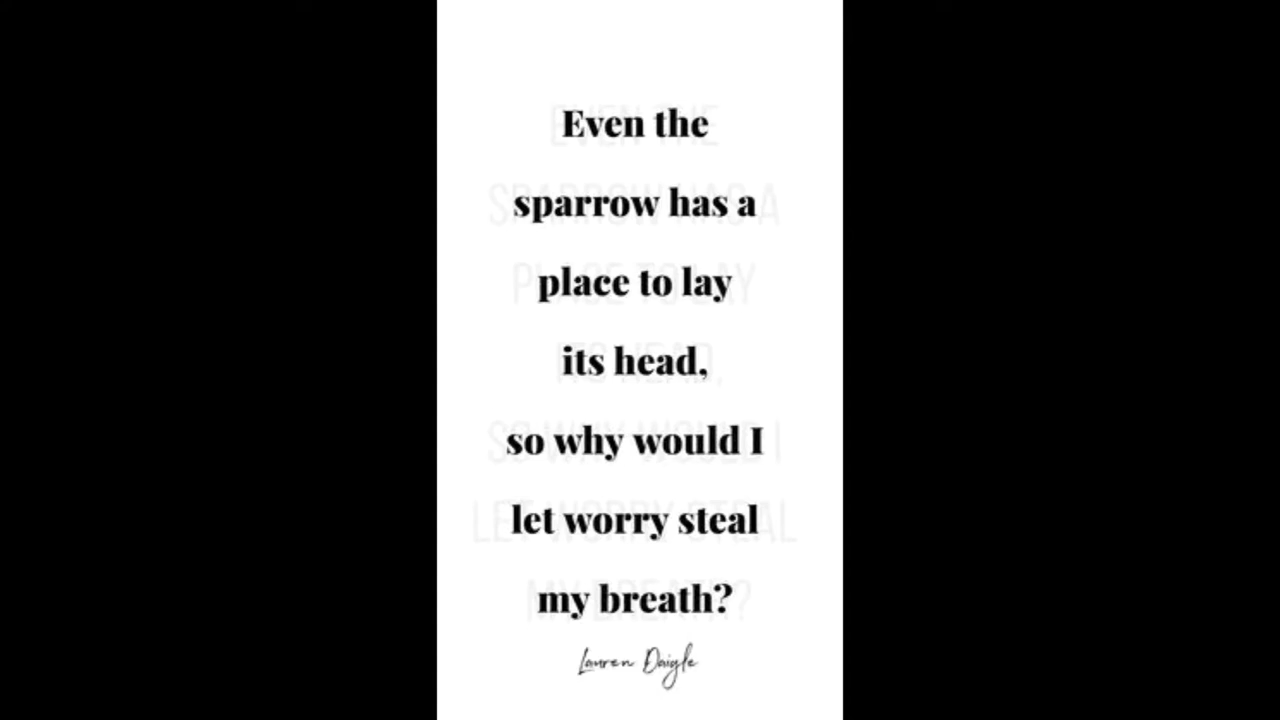 Even the
sparrow has a
place to lay
its head,
so why would I
let worry steal
my breath?
Lauren Daigle